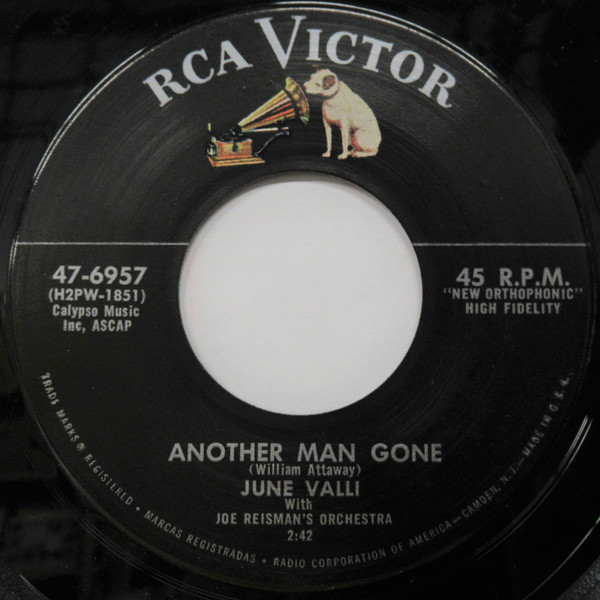 RCA VICTOR
47-6957
(H2PW-1851)
Calypso Music
Inc, ASCAP
45 R.P.M.
"NEW ORTHOPHONIC"
HIGH FIDELITY
ANOTHER MAN GONE
(William Attaway)
JUNE VALLI
With
JOE REISMAN'S ORCHESTRA
2:42
TRADE MARKS ® REGISTERED • MARCAS REGISTRADAS • RADIO CORPORATION OF AMERICA—CAMDEN, N.J.—MADE IN U.S.A.